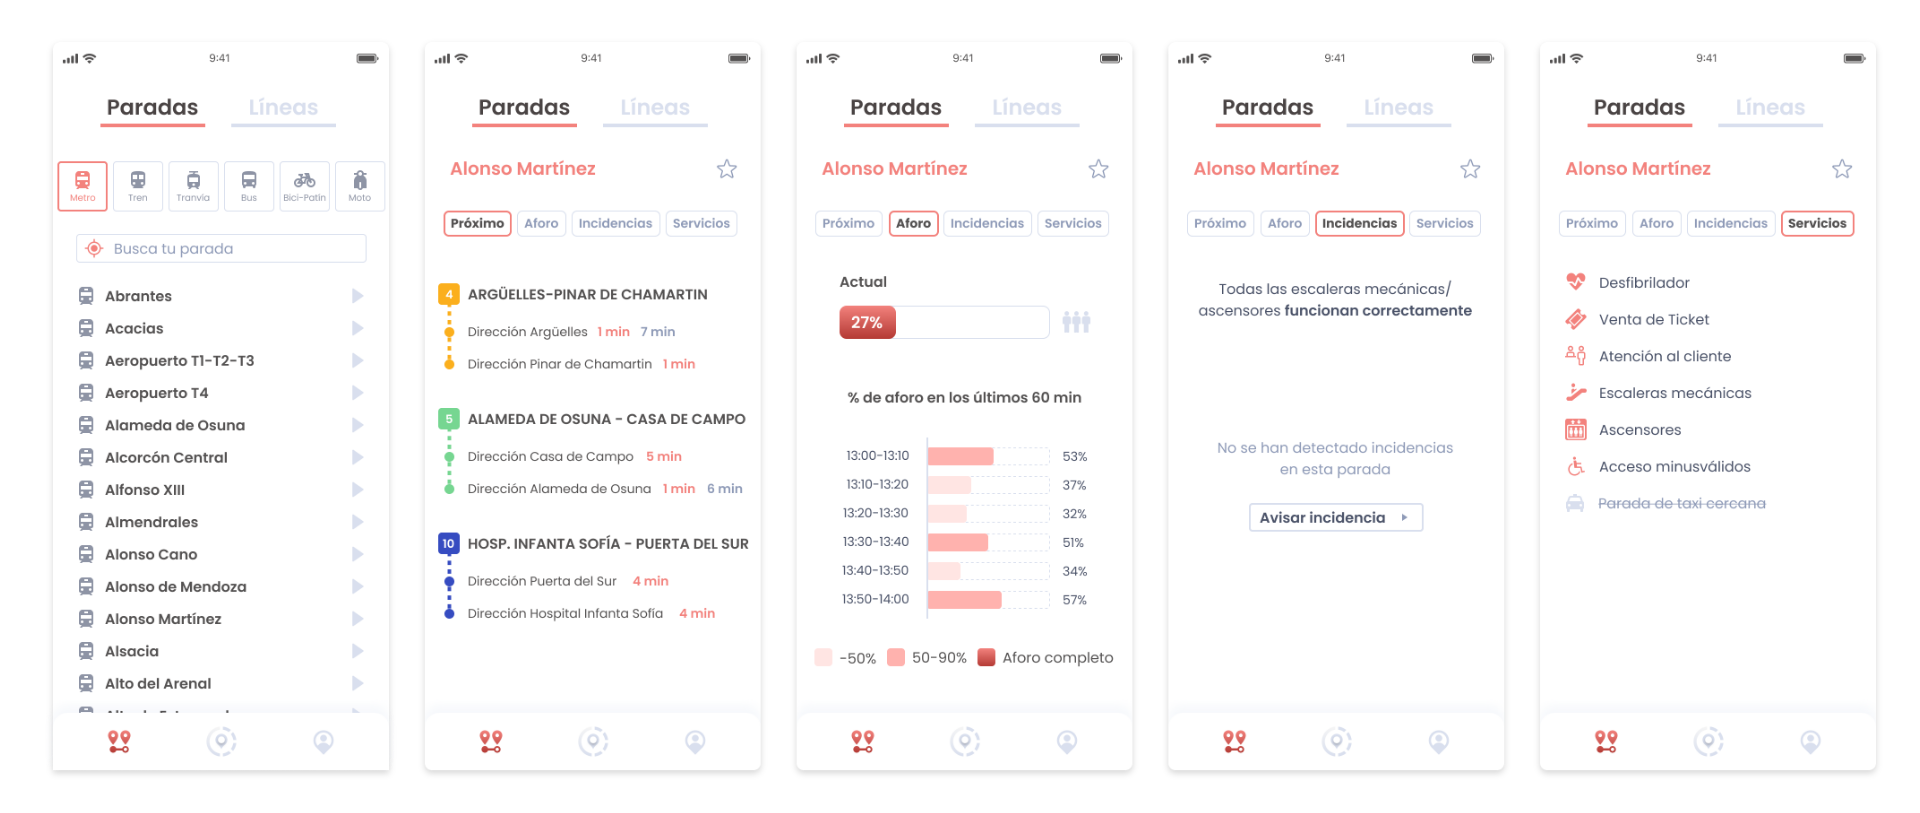 9:41
Paradas Líneas
Metro Tren Tranvía Bus Bici-Patín Moto
Busca tu parada
Abrantes
Acacias
Aeropuerto T1-T2-T3
Aeropuerto T4
Alameda de Osuna
Alcorcón Central
Alfonso XIII
Almendrales
Alonso Cano
Alonso de Mendoza
Alonso Martínez
Alsacia
Alto del Arenal
9:41
Paradas Líneas
Alonso Martínez
Próximo Aforo Incidencias Servicios
4 ARGÜELLES-PINAR DE CHAMARTIN
Dirección Argüelles 1 min 7 min
Dirección Pinar de Chamartin 1 min
5 ALAMEDA DE OSUNA - CASA DE CAMPO
Dirección Casa de Campo 5 min
Dirección Alameda de Osuna 1 min 6 min
10 HOSP. INFANTA SOFÍA - PUERTA DEL SUR
Dirección Puerta del Sur 4 min
Dirección Hospital Infanta Sofía 4 min
9:41
Paradas Líneas
Alonso Martínez
Próximo Aforo Incidencias Servicios
Actual
27%
% de aforo en los últimos 60 min
13:00-13:10 53%
13:10-13:20 37%
13:20-13:30 32%
13:30-13:40 51%
13:40-13:50 34%
13:50-14:00 57%
-50% 50-90% Aforo completo
9:41
Paradas Líneas
Alonso Martínez
Próximo Aforo Incidencias Servicios
Todas las escaleras mecánicas/
ascensores funcionan correctamente
No se han detectado incidencias
en esta parada
Avisar incidencia
9:41
Paradas Líneas
Alonso Martínez
Próximo Aforo Incidencias Servicios
Desfibrilador
Venta de Ticket
Atención al cliente
Escaleras mecánicas
Ascensores
Acceso minusválidos
Parada de taxi cercana